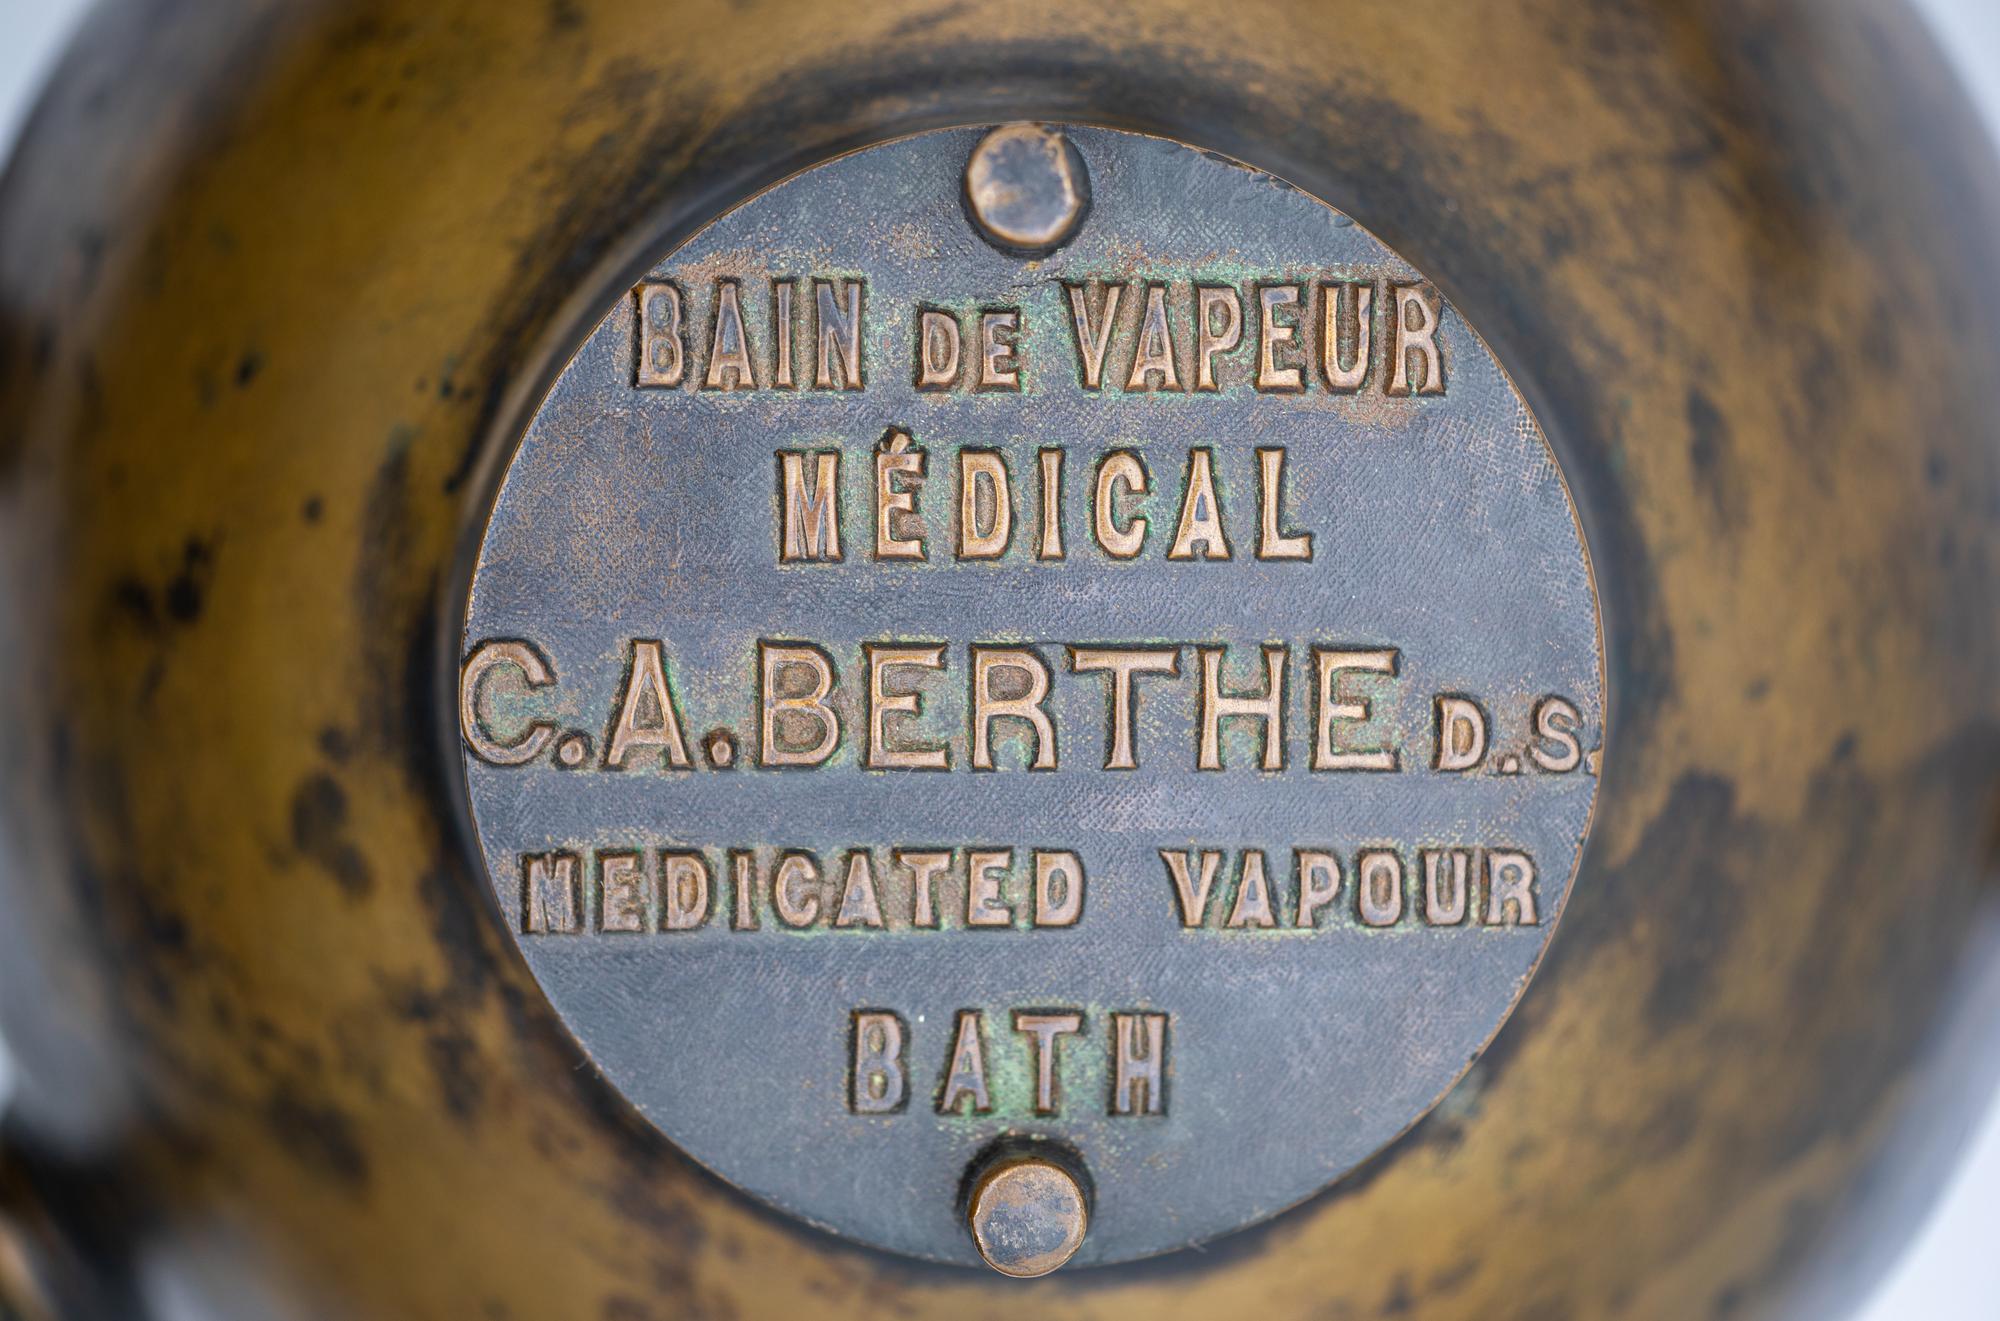 BAIN DE VAPEUR
MÉDICAL
C.A.BERTHE D.S.
MEDICATED VAPOUR
BATH